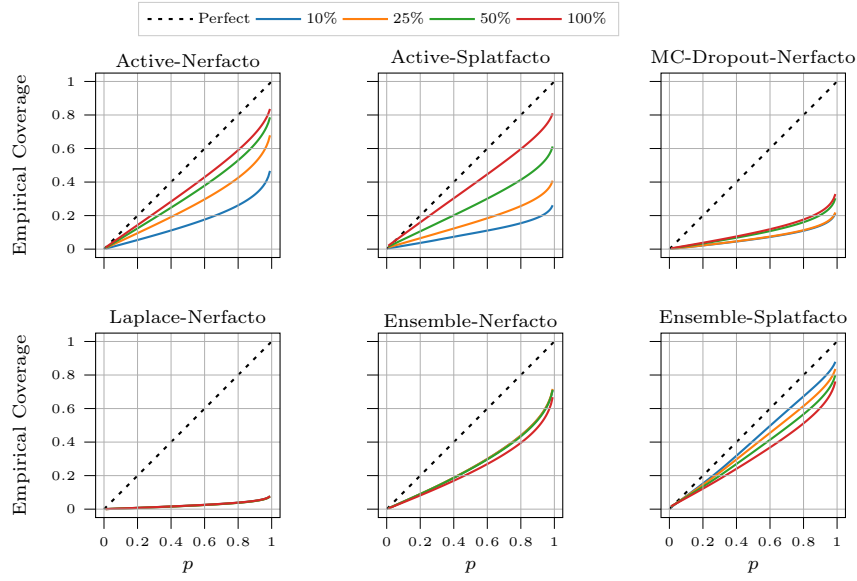 Perfect 10% 25% 50% 100%
Active-Nerfacto Active-Splatfacto MC-Dropout-Nerfacto
Empirical Coverage
1
0.8
0.6
0.4
0.2
0
Laplace-Nerfacto Ensemble-Nerfacto Ensemble-Splatfacto
Empirical Coverage
1
0.8
0.6
0.4
0.2
0
0 0.2 0.4 0.6 0.8 1 0 0.2 0.4 0.6 0.8 1 0 0.2 0.4 0.6 0.8 1
p p p